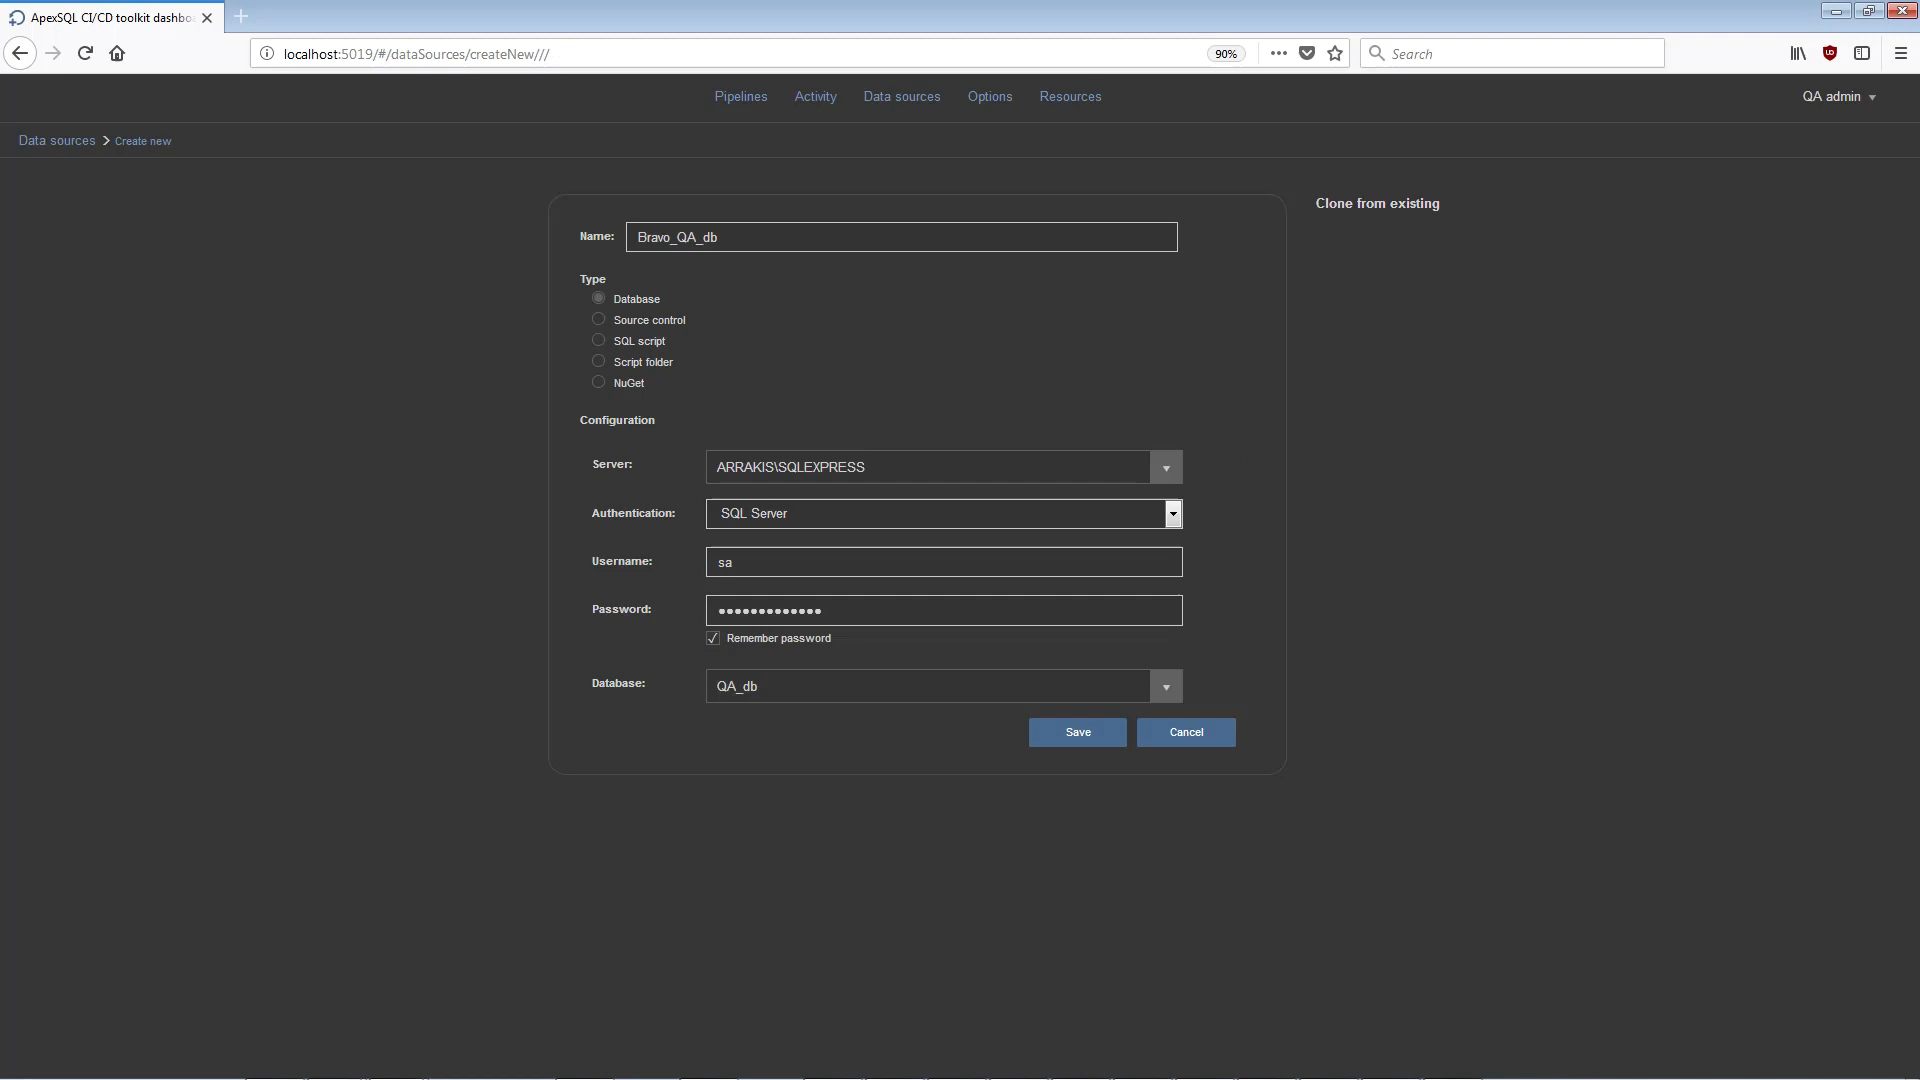 ApexSQL CI/CD toolkit dashbo
localhost:5019/#/dataSources/createNew///
90%
Search
Pipelines Activity Data sources Options Resources
QA admin
Data sources > Create new
Clone from existing
Name: Bravo_QA_db
Type
Database
Source control
SQL script
Script folder
NuGet
Configuration
Server: ARRAKIS\SQLEXPRESS
Authentication: SQL Server
Username: sa
Password: •••••••••••••
Remember password
Database: QA_db
Save Cancel